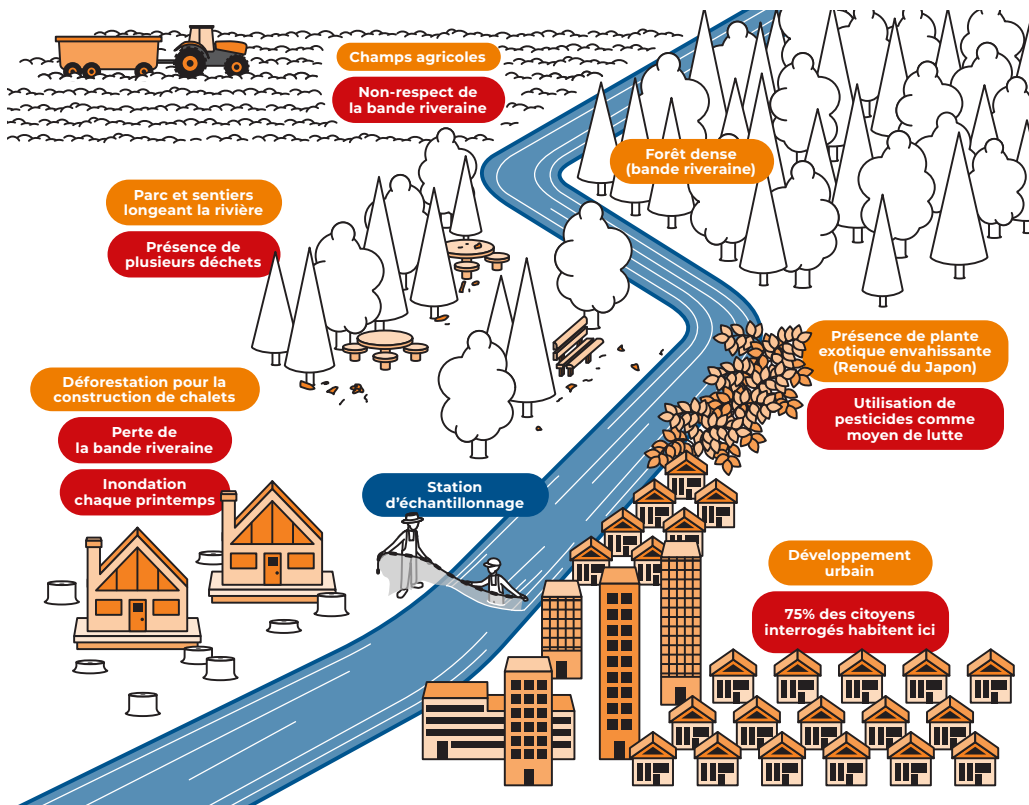 Champs agricoles
Non-respect de
la bande riveraine
Forêt dense
(bande riveraine)
Parc et sentiers
longeant la rivière
Présence de
plusieurs déchets
Présence de plante
exotique envahissante
(Renoué du Japon)
Utilisation de
pesticides comme
moyen de lutte
Déforestation pour la
construction de chalets
Perte de
la bande riveraine
Inondation
chaque printemps
Station
d'échantillonnage
Développement
urbain
75% des citoyens
interrogés habitent ici